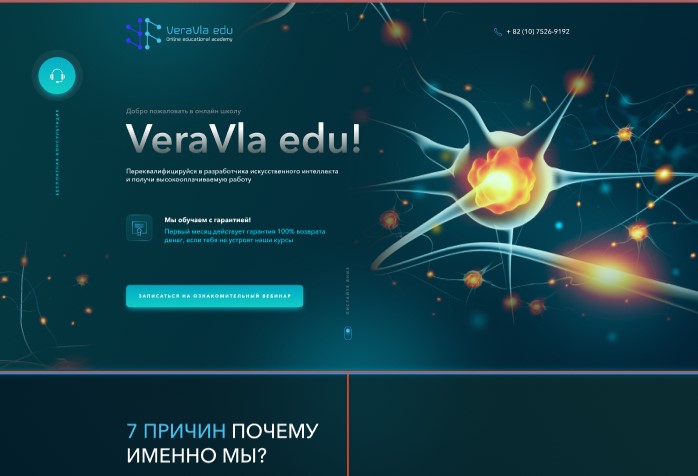 VeraVla edu
Online educational academy
+ 82 (10) 7526-9192
БЕСПЛАТНАЯ КОНСУЛЬТАЦИЯ
Добро пожаловать в онлайн школу
VeraVla edu!
Переквалифицируйся в разработчика искусственного интеллекта
и получи высокооплачиваемую работу
Мы обучаем с гарантией!
Первый месяц действует гарантия 100% возврата
денег, если тебя не устроят наши курсы
ЗАПИСАТЬСЯ НА ОЗНАКОМИТЕЛЬНЫЙ ВЕБИНАР
ЛИСТАЙТЕ ВНИЗ
7 ПРИЧИН ПОЧЕМУ
ИМЕННО МЫ?